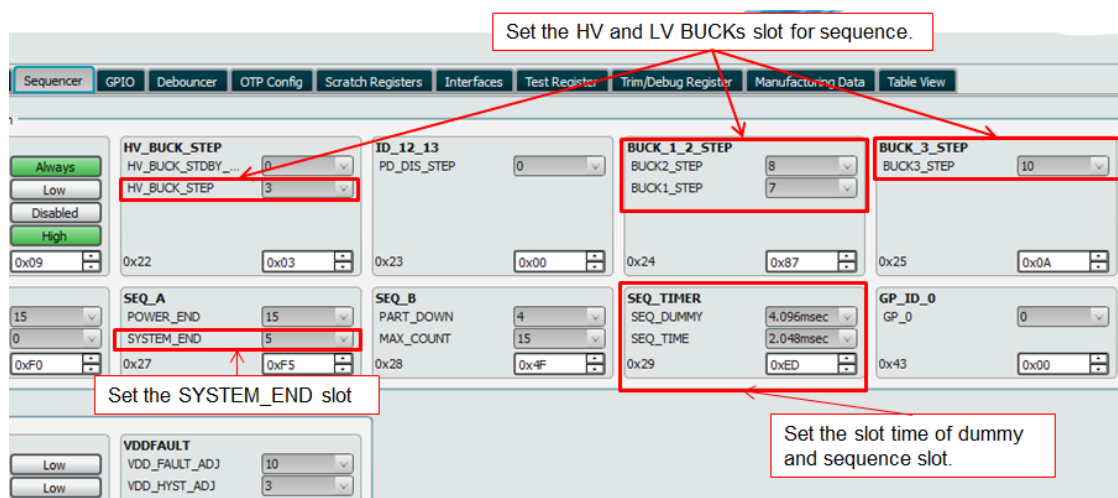 Set the HV and LV BUCKs slot for sequence.
Sequencer GPIO Debouncer OTP Config Scratch Registers Interfaces Test Register Trim/Debug Register Manufacturing Data Table View
HV_BUCK_STEP ID_12_13 BUCK_1_2_STEP BUCK_3_STEP
Always HV_BUCK_STDBY_... 0 PD_DIS_STEP 0 BUCK2_STEP 8 BUCK3_STEP 10
Low HV_BUCK_STEP 3 BUCK1_STEP 7
Disabled
High
0x09 0x22 0x03 0x23 0x00 0x24 0x87 0x25 0x0A
SEQ_A SEQ_B SEQ_TIMER GP_ID_0
15 POWER_END 15 PART_DOWN 4 SEQ_DUMMY 4.096msec GP_0 0
0 SYSTEM_END 5 MAX_COUNT 15 SEQ_TIME 2.048msec
0xF0 0x27 0xF5 0x28 0x4F 0x29 0xED 0x43 0x00
Set the SYSTEM_END slot
Set the slot time of dummy
and sequence slot.
VDDFAULT
Low VDD_FAULT_ADJ 10
Low VDD_HYST_ADJ 3